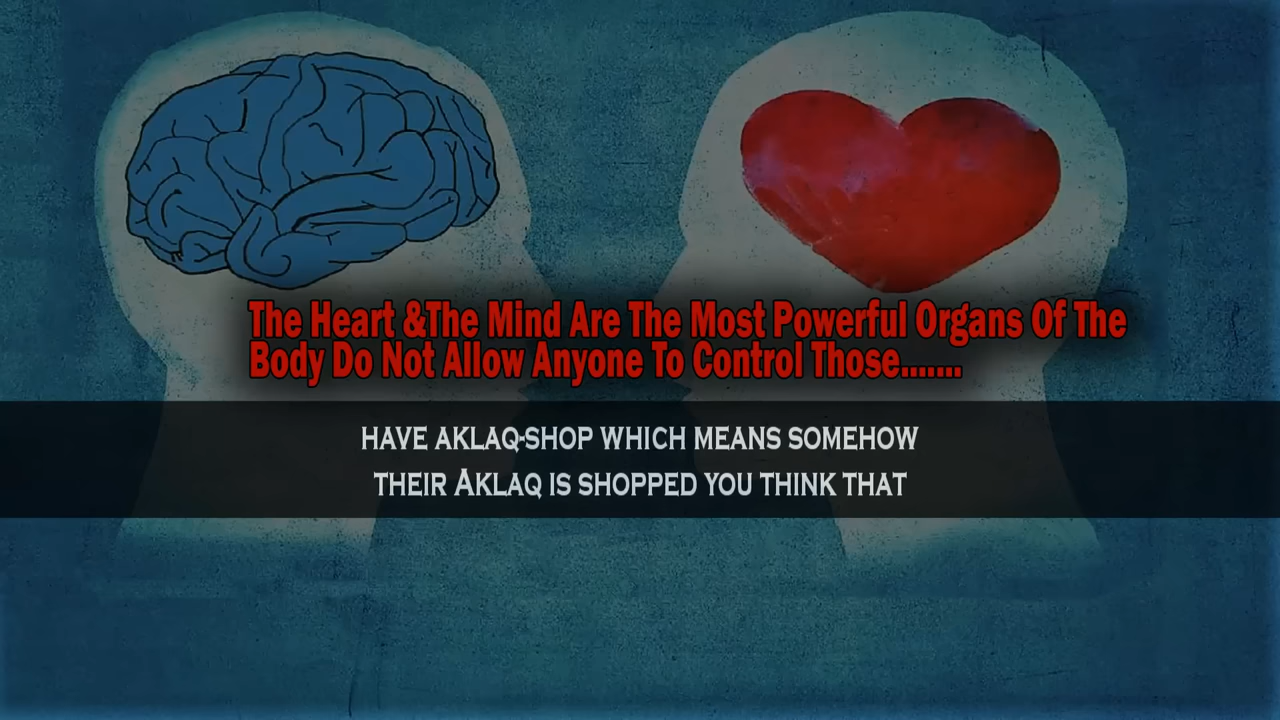 The Heart &The Mind Are The Most Powerful Organs Of The
Body Do Not Allow Anyone To Control Those.......
HAVE AKLAQ-SHOP WHICH MEANS SOMEHOW
THEIR AKLAQ IS SHOPPED YOU THINK THAT